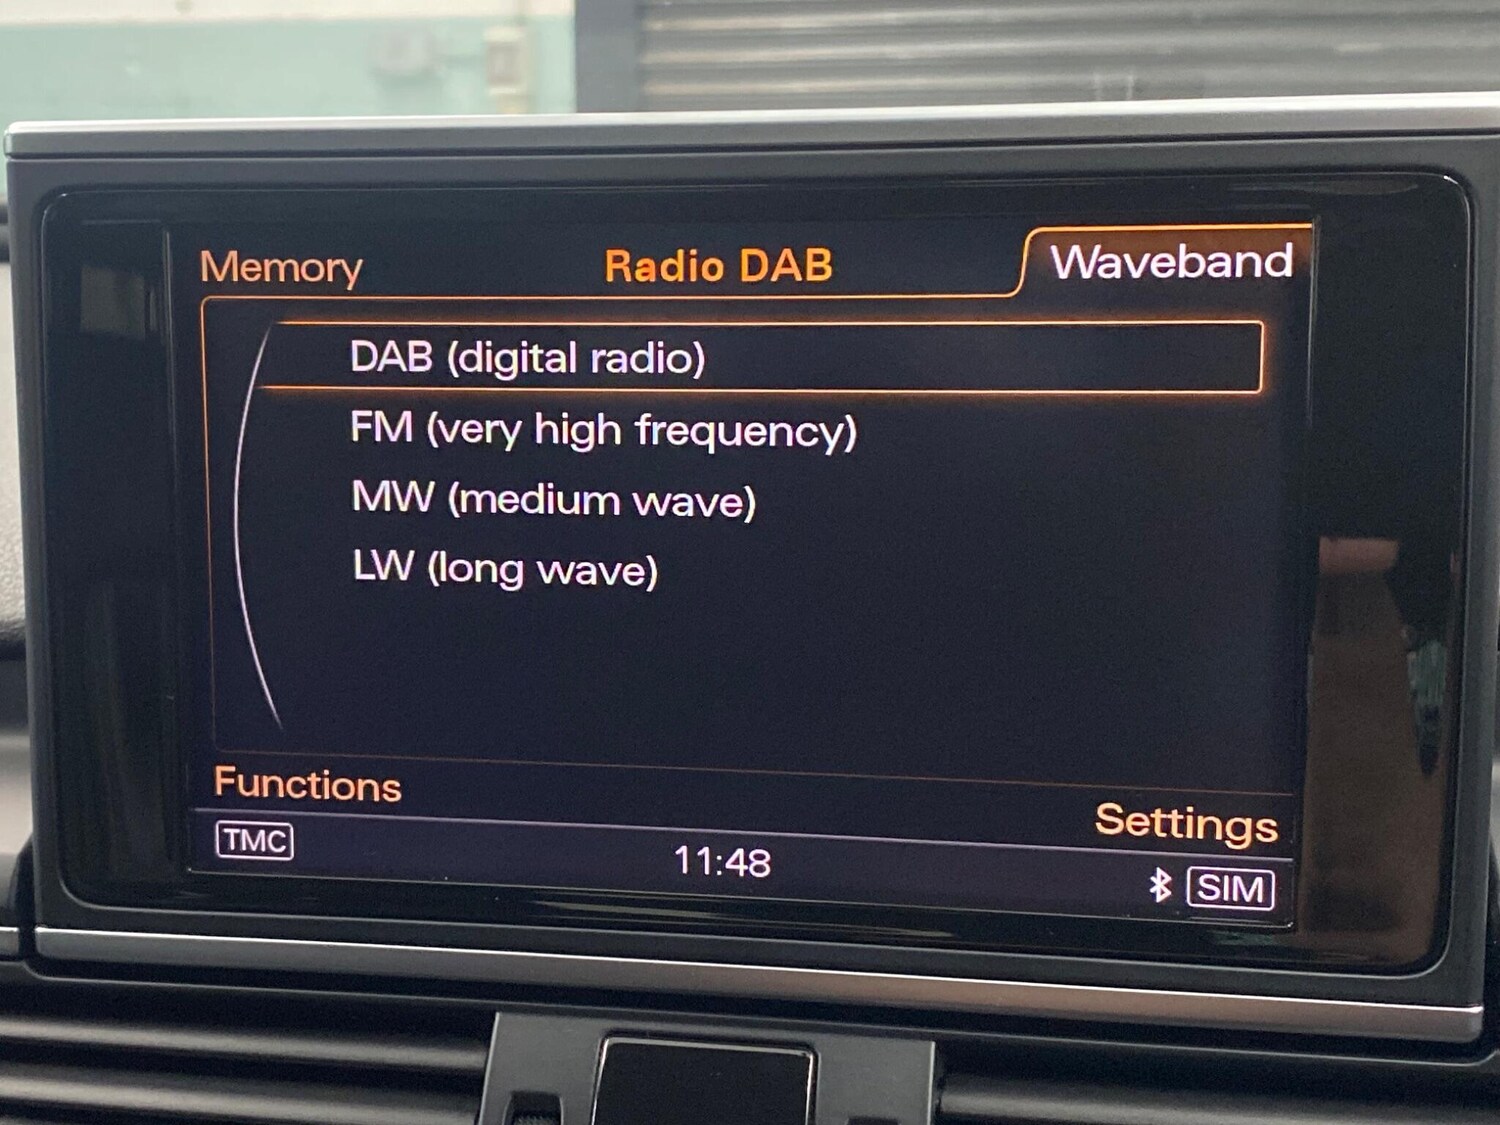 Memory
Radio DAB
Waveband
DAB (digital radio)
FM (very high frequency)
MW (medium wave)
LW (long wave)
Functions
Settings
TMC
11:48
SIM